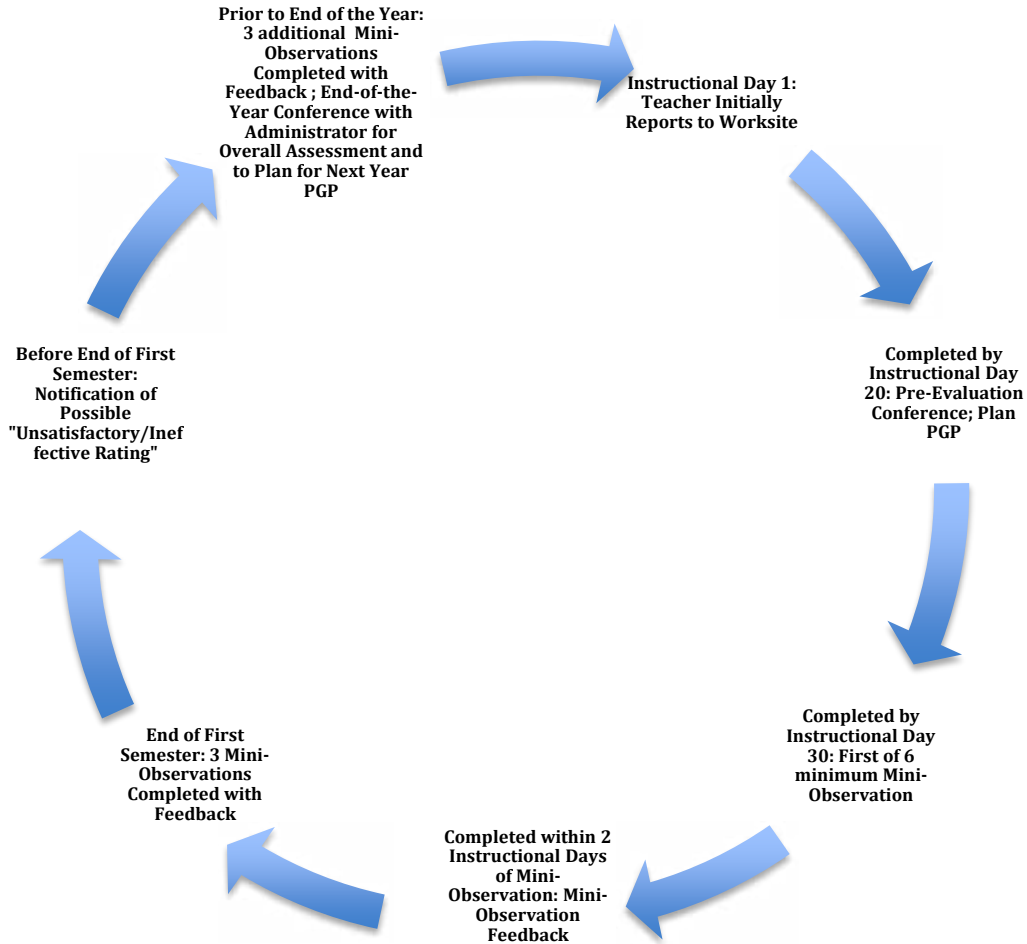 Prior to End of the Year:
3 additional Mini-
Observations
Completed with
Feedback ; End-of-the-
Year Conference with
Administrator for
Overall Assessment and
to Plan for Next Year
PGP
Instructional Day 1:
Teacher Initially
Reports to Worksite
Completed by
Instructional Day
20: Pre-Evaluation
Conference; Plan
PGP
Completed by
Instructional Day
30: First of 6
minimum Mini-
Observation
Completed within 2
Instructional Days
of Mini-
Observation: Mini-
Observation
Feedback
End of First
Semester: 3 Mini-
Observations
Completed with
Feedback
Before End of First
Semester:
Notification of
Possible
"Unsatisfactory/Inef
fective Rating"